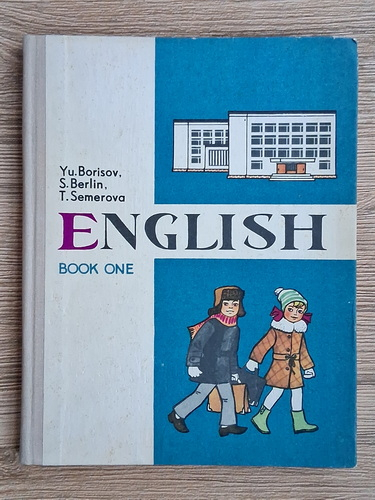 Yu.Borisov,
S.Berlin,
T.Semerova
ENGLISH
BOOK ONE